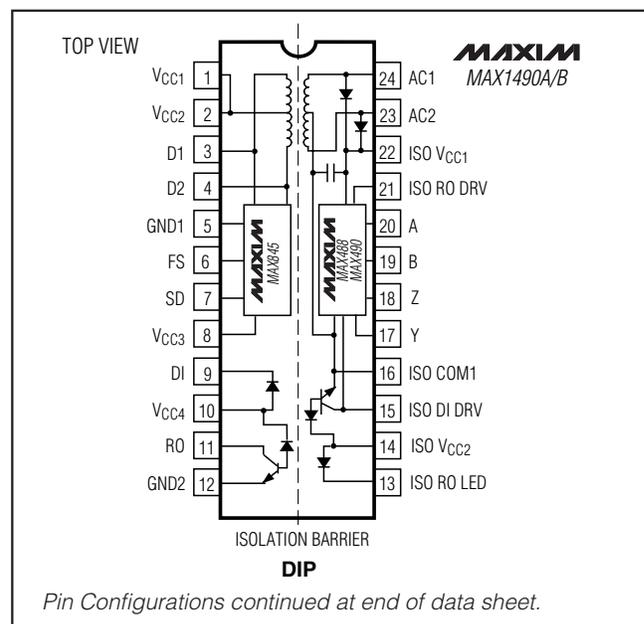 TOP VIEW
MAXIM
MAX1490A/B
VCC1 1
24 AC1
VCC2 2
23 AC2
D1 3
22 ISO VCC1
D2 4
21 ISO RO DRV
GND1 5
20 A
FS 6
19 B
SD 7
18 Z
VCC3 8
17 Y
MAXIM
MAX845
MAXIM
MAX488
MAX490
DI 9
16 ISO COM1
VCC4 10
15 ISO DI DRV
RO 11
14 ISO VCC2
GND2 12
13 ISO RO LED
ISOLATION BARRIER
DIP
Pin Configurations continued at end of data sheet.